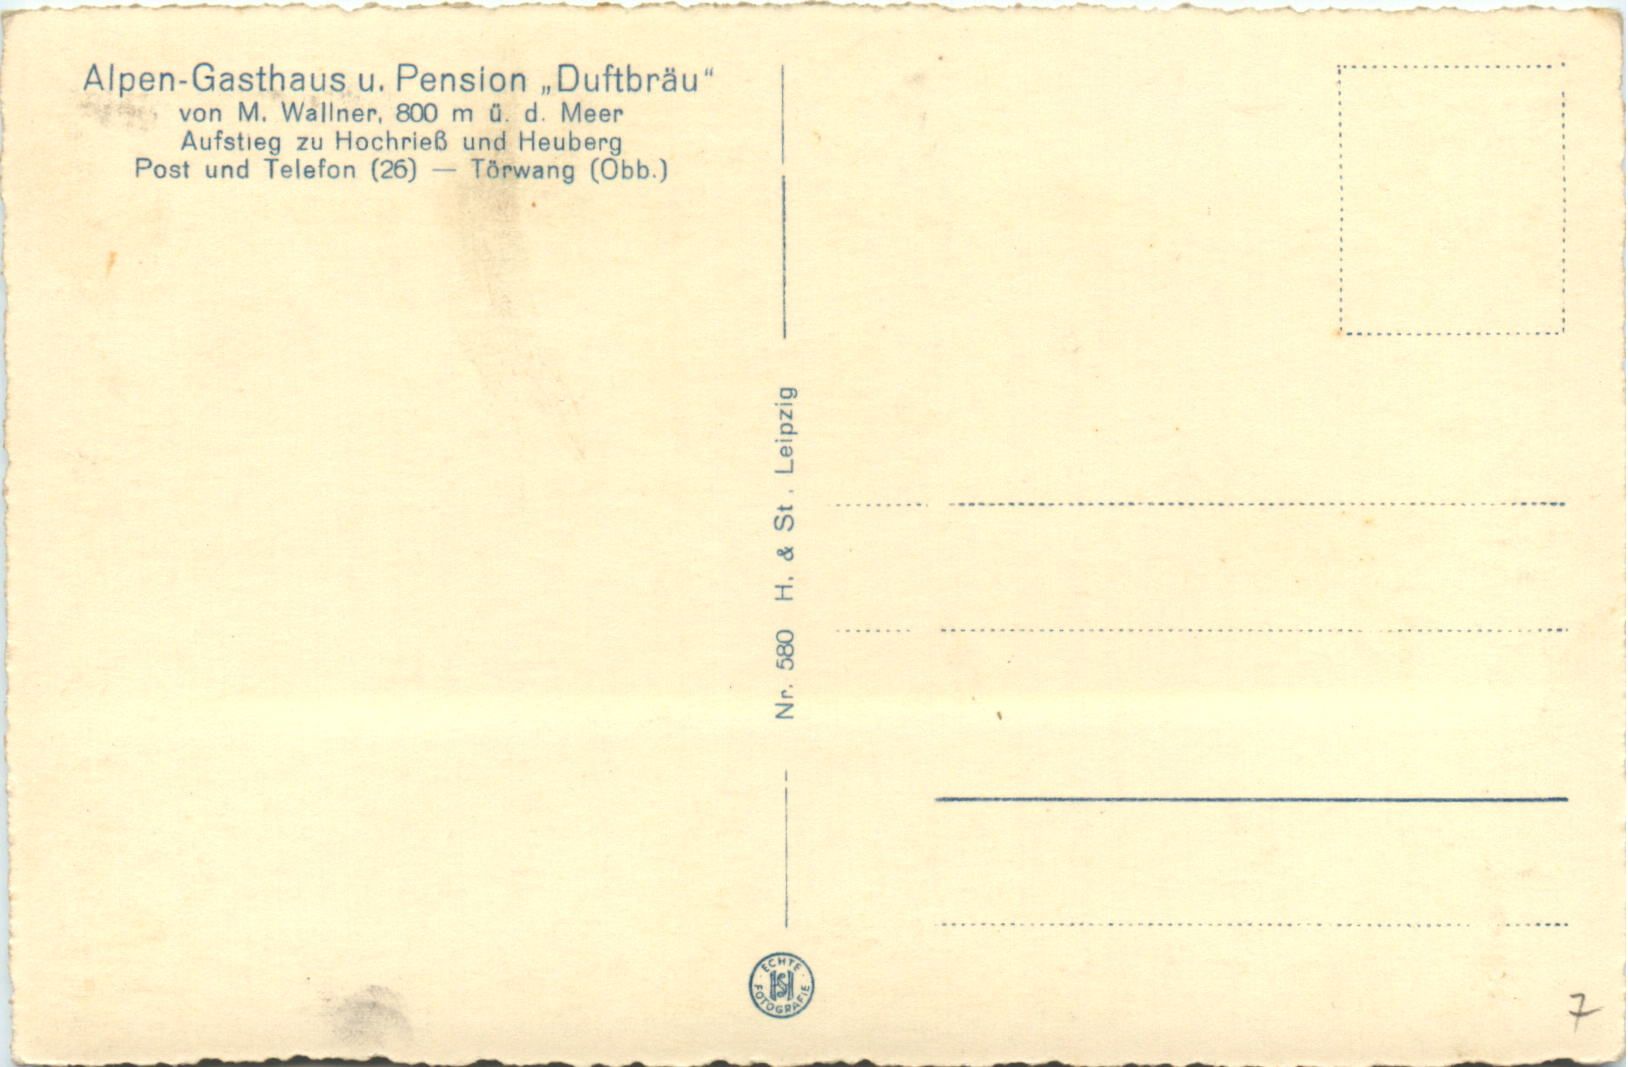 Alpen-Gasthaus u. Pension „Duftbräu“
von M. Wallner, 800 m ü. d. Meer
Aufstieg zu Hochrieß und Heuberg
Post und Telefon (26) — Törwang (Obb.)
Nr. 580 H. & St., Leipzig
ECHTE
HS
FOTOGRAFIE
7